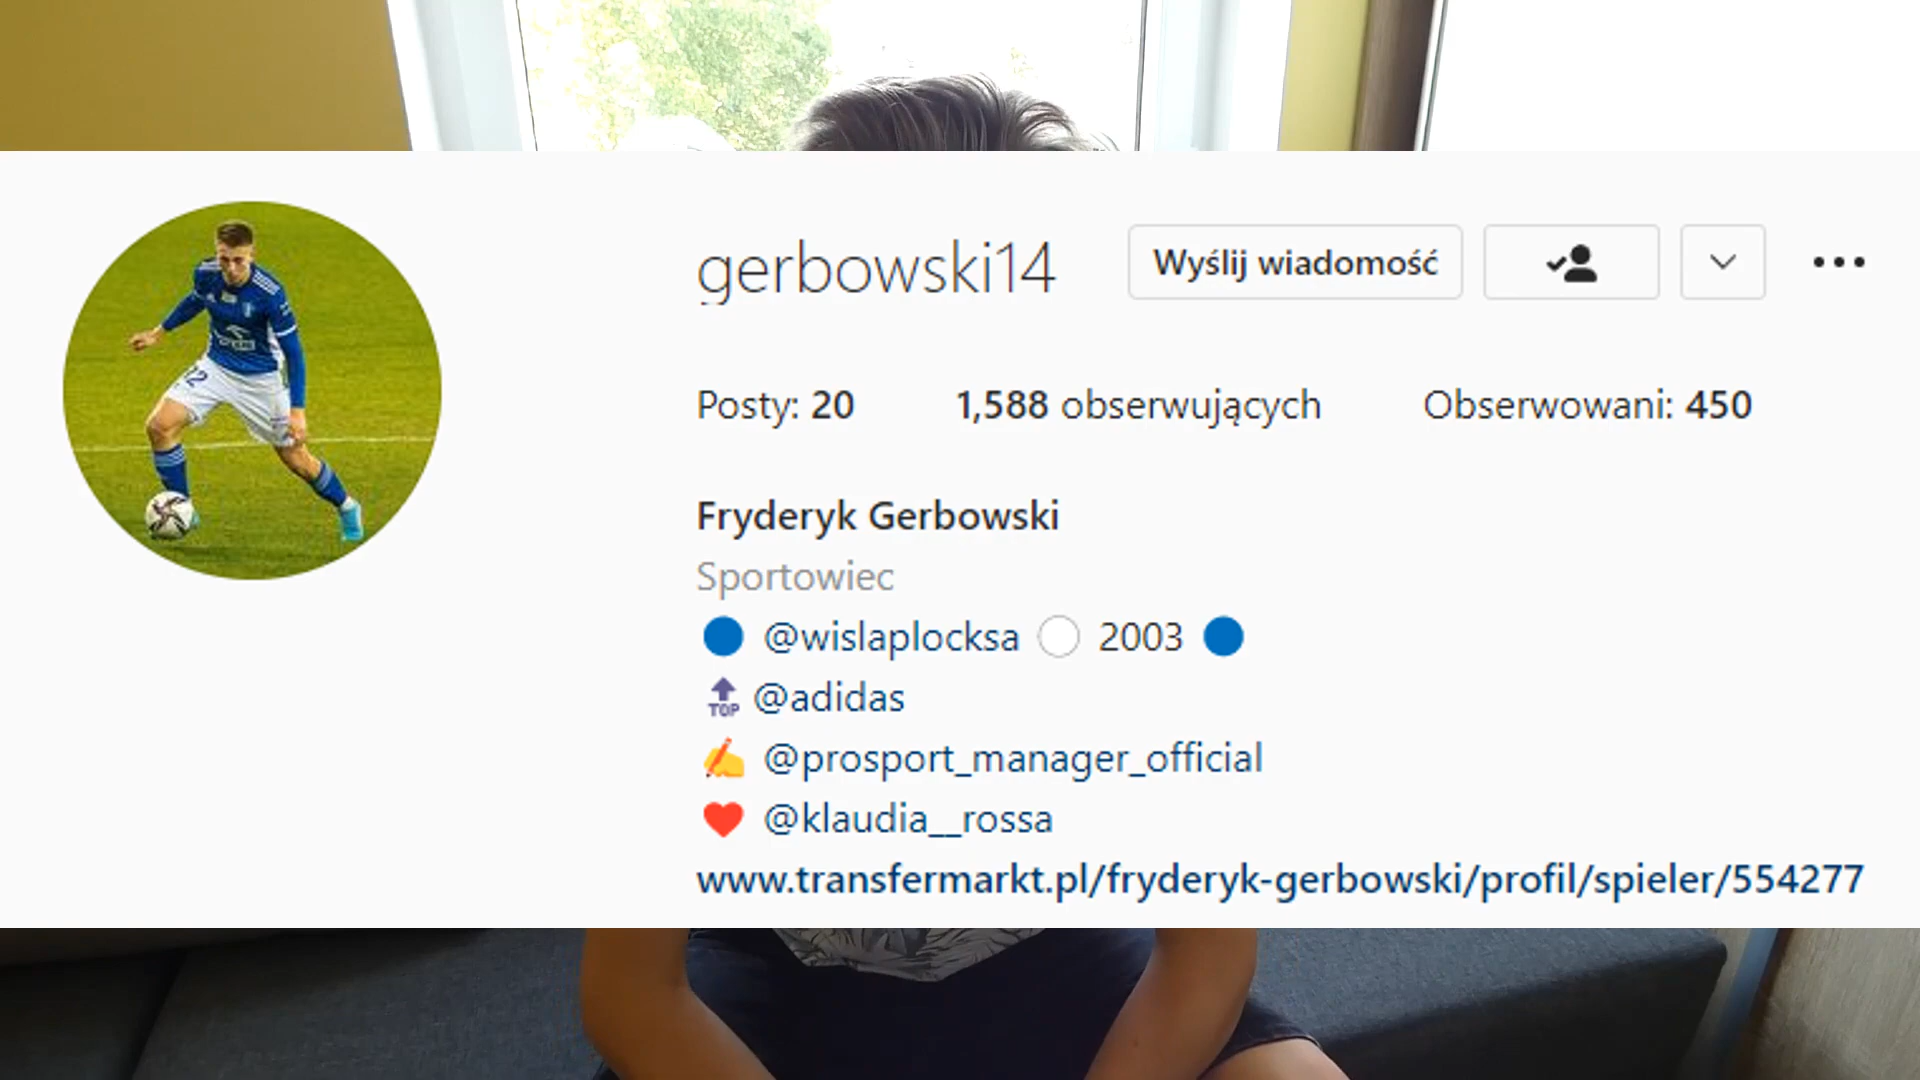 gerbowski14 Wyślij wiadomość
Posty: 20 1,588 obserwujących Obserwowani: 450
Fryderyk Gerbowski
Sportowiec
@wislaplocksa 2003
TOP @adidas
@prosport_manager_official
@klaudia__rossa
www.transfermarkt.pl/fryderyk-gerbowski/profil/spieler/554277